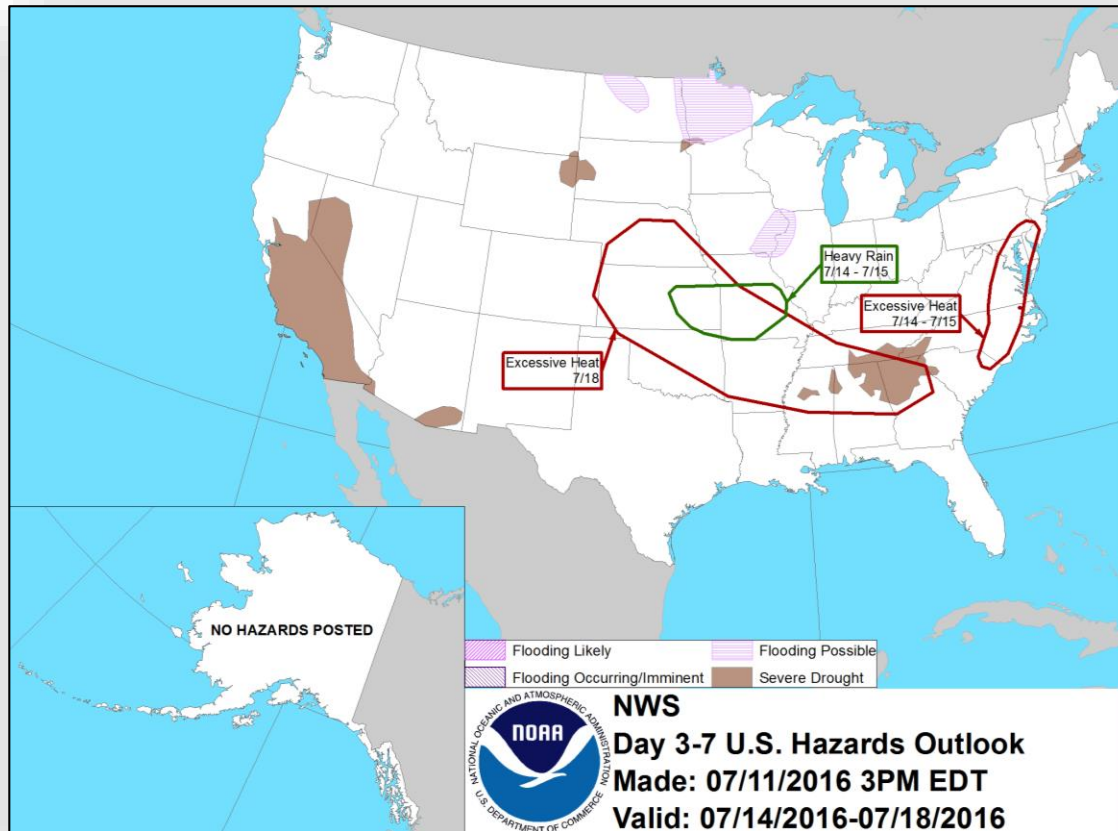 Heavy Rain
7/14 - 7/15
Excessive Heat
7/14 - 7/15
Excessive Heat
7/18
NO HAZARDS POSTED
Flooding Likely
Flooding Possible
Flooding Occurring/Imminent
Severe Drought
NATIONAL OCEANIC AND ATMOSPHERIC ADMINISTRATION
NOAA
U.S. DEPARTMENT OF COMMERCE
NWS
Day 3-7 U.S. Hazards Outlook
Made: 07/11/2016 3PM EDT
Valid: 07/14/2016-07/18/2016